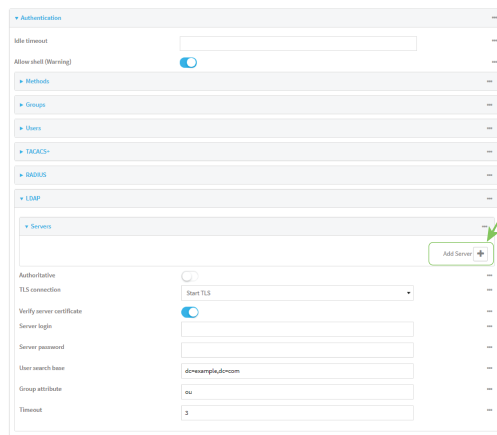 ▾ Authentication
Idle timeout
Allow shell (Warning)
▸ Methods
▸ Groups
▸ Users
▸ TACACS+
▸ RADIUS
▾ LDAP
▾ Servers
Add Server +
Authoritative
TLS connection Start TLS
Verify server certificate
Server login
Server password
User search base dc=example,dc=com
Group attribute ou
Timeout 3